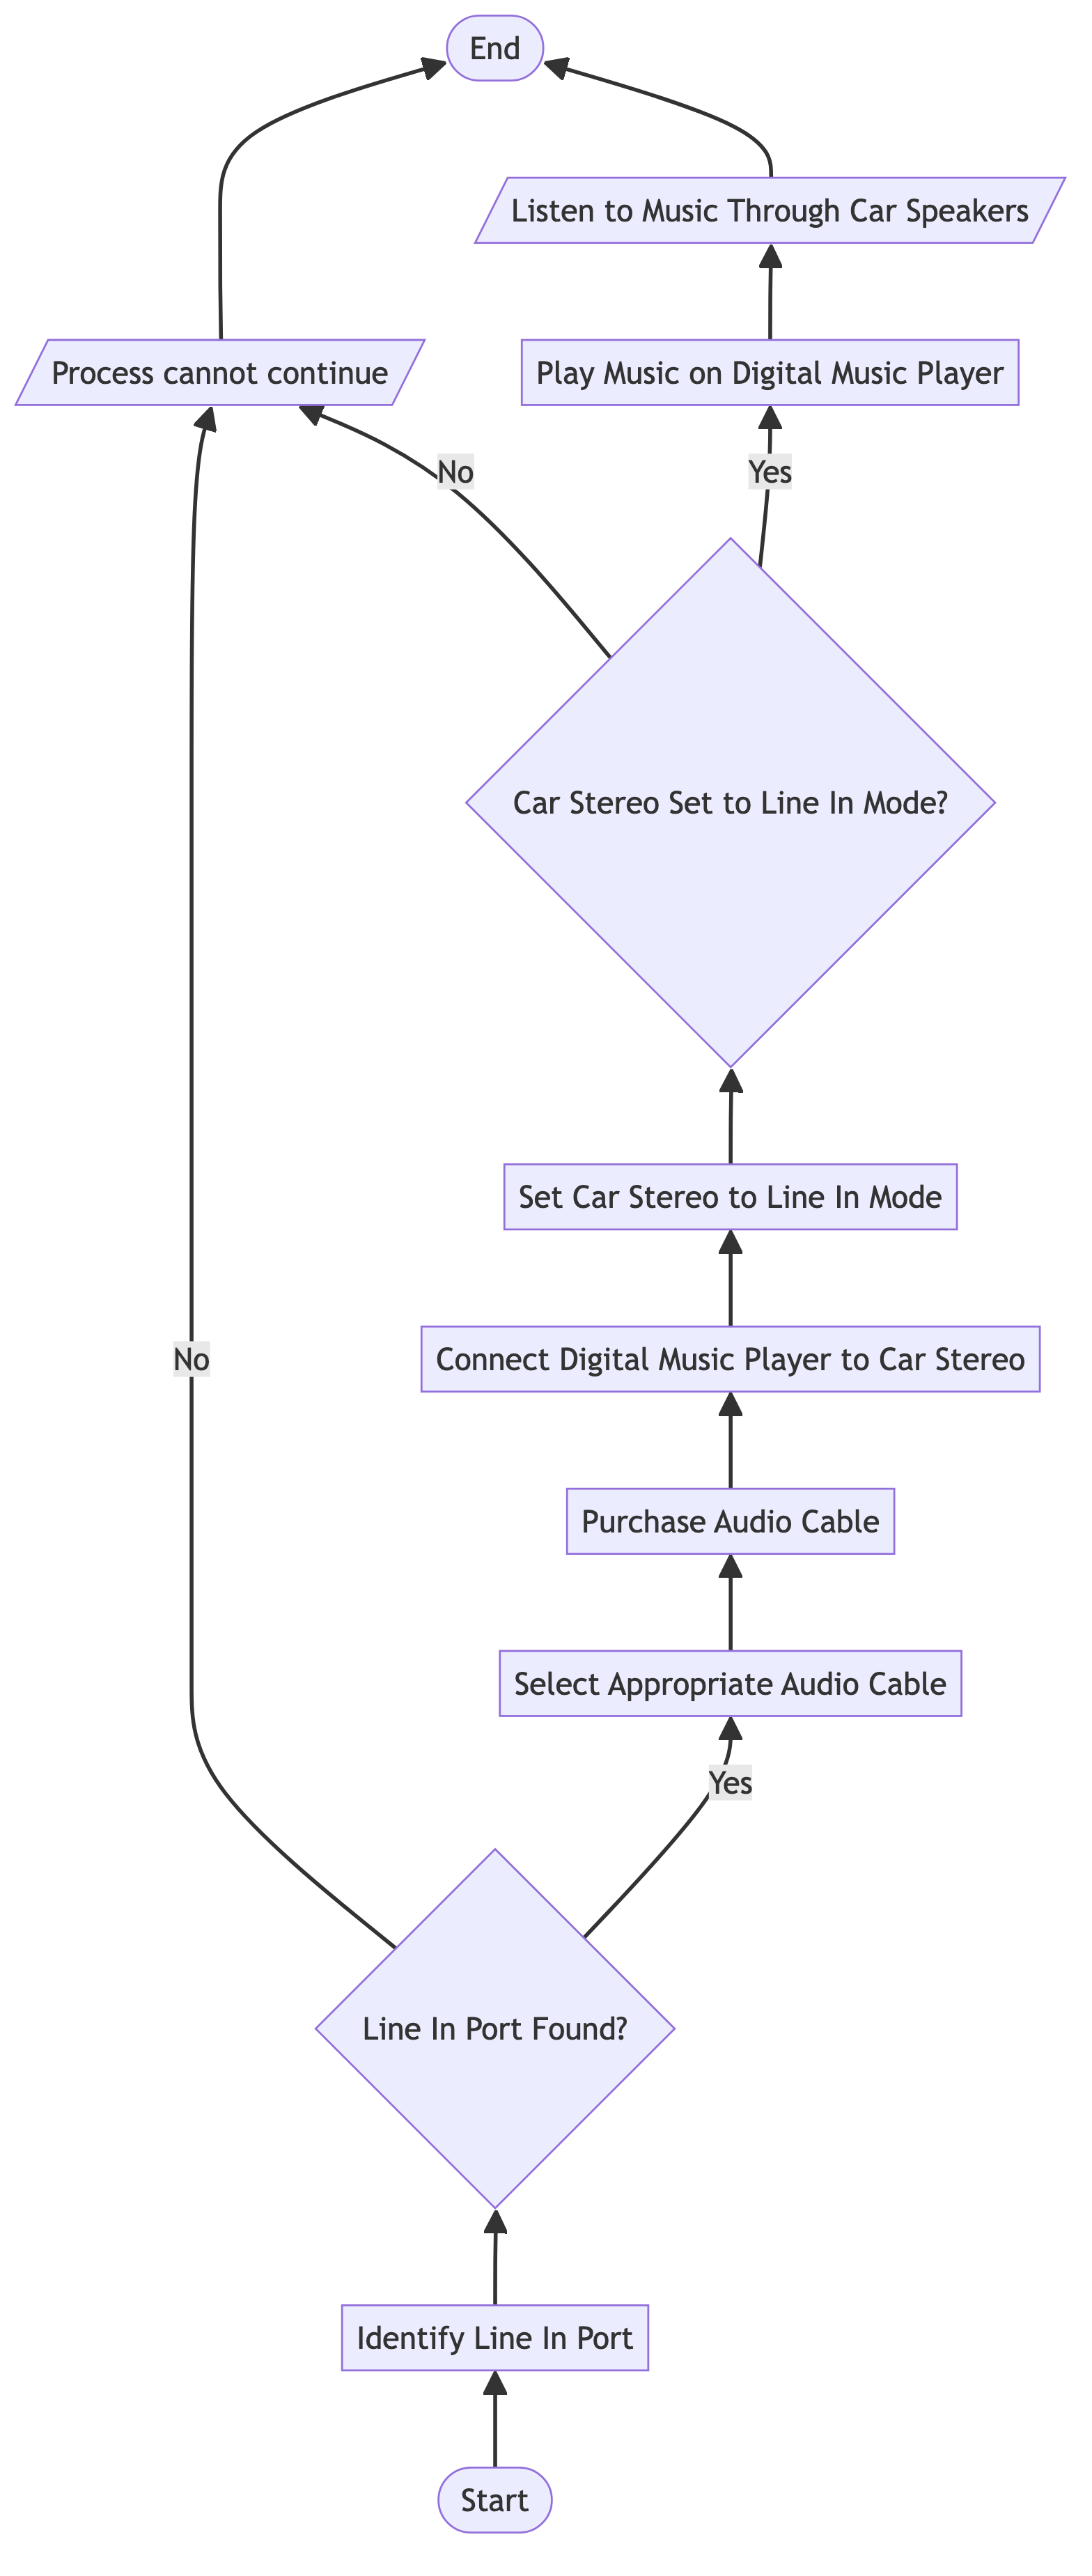 End
Listen to Music Through Car Speakers
Process cannot continue
Play Music on Digital Music Player
No
Yes
Car Stereo Set to Line In Mode?
Set Car Stereo to Line In Mode
No
Connect Digital Music Player to Car Stereo
Purchase Audio Cable
Select Appropriate Audio Cable
Yes
Line In Port Found?
Identify Line In Port
Start